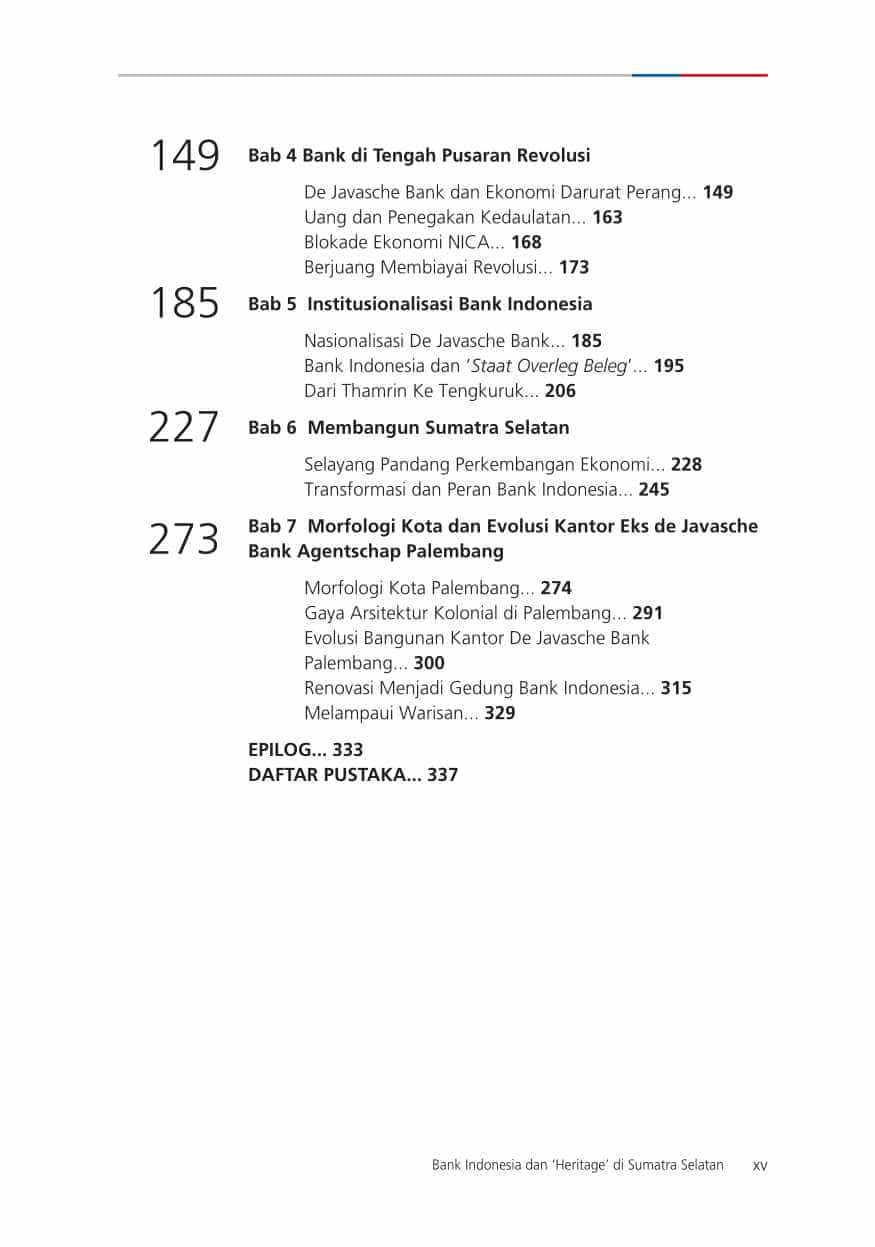 149
Bab 4 Bank di Tengah Pusaran Revolusi
De Javasche Bank dan Ekonomi Darurat Perang... 149
Uang dan Penegakan Kedaulatan... 163
Blokade Ekonomi NICA... 168
Berjuang Membiayai Revolusi... 173
185
Bab 5 Institusionalisasi Bank Indonesia
Nasionalisasi De Javasche Bank... 185
Bank Indonesia dan ‘Staat Overleg Beleg’... 195
Dari Thamrin Ke Tengkuruk... 206
227
Bab 6 Membangun Sumatra Selatan
Selayang Pandang Perkembangan Ekonomi... 228
Transformasi dan Peran Bank Indonesia... 245
273
Bab 7 Morfologi Kota dan Evolusi Kantor Eks de Javasche
Bank Agentschap Palembang
Morfologi Kota Palembang... 274
Gaya Arsitektur Kolonial di Palembang... 291
Evolusi Bangunan Kantor De Javasche Bank
Palembang... 300
Renovasi Menjadi Gedung Bank Indonesia... 315
Melampaui Warisan... 329
EPILOG... 333
DAFTAR PUSTAKA... 337
Bank Indonesia dan ‘Heritage’ di Sumatra Selatan xv